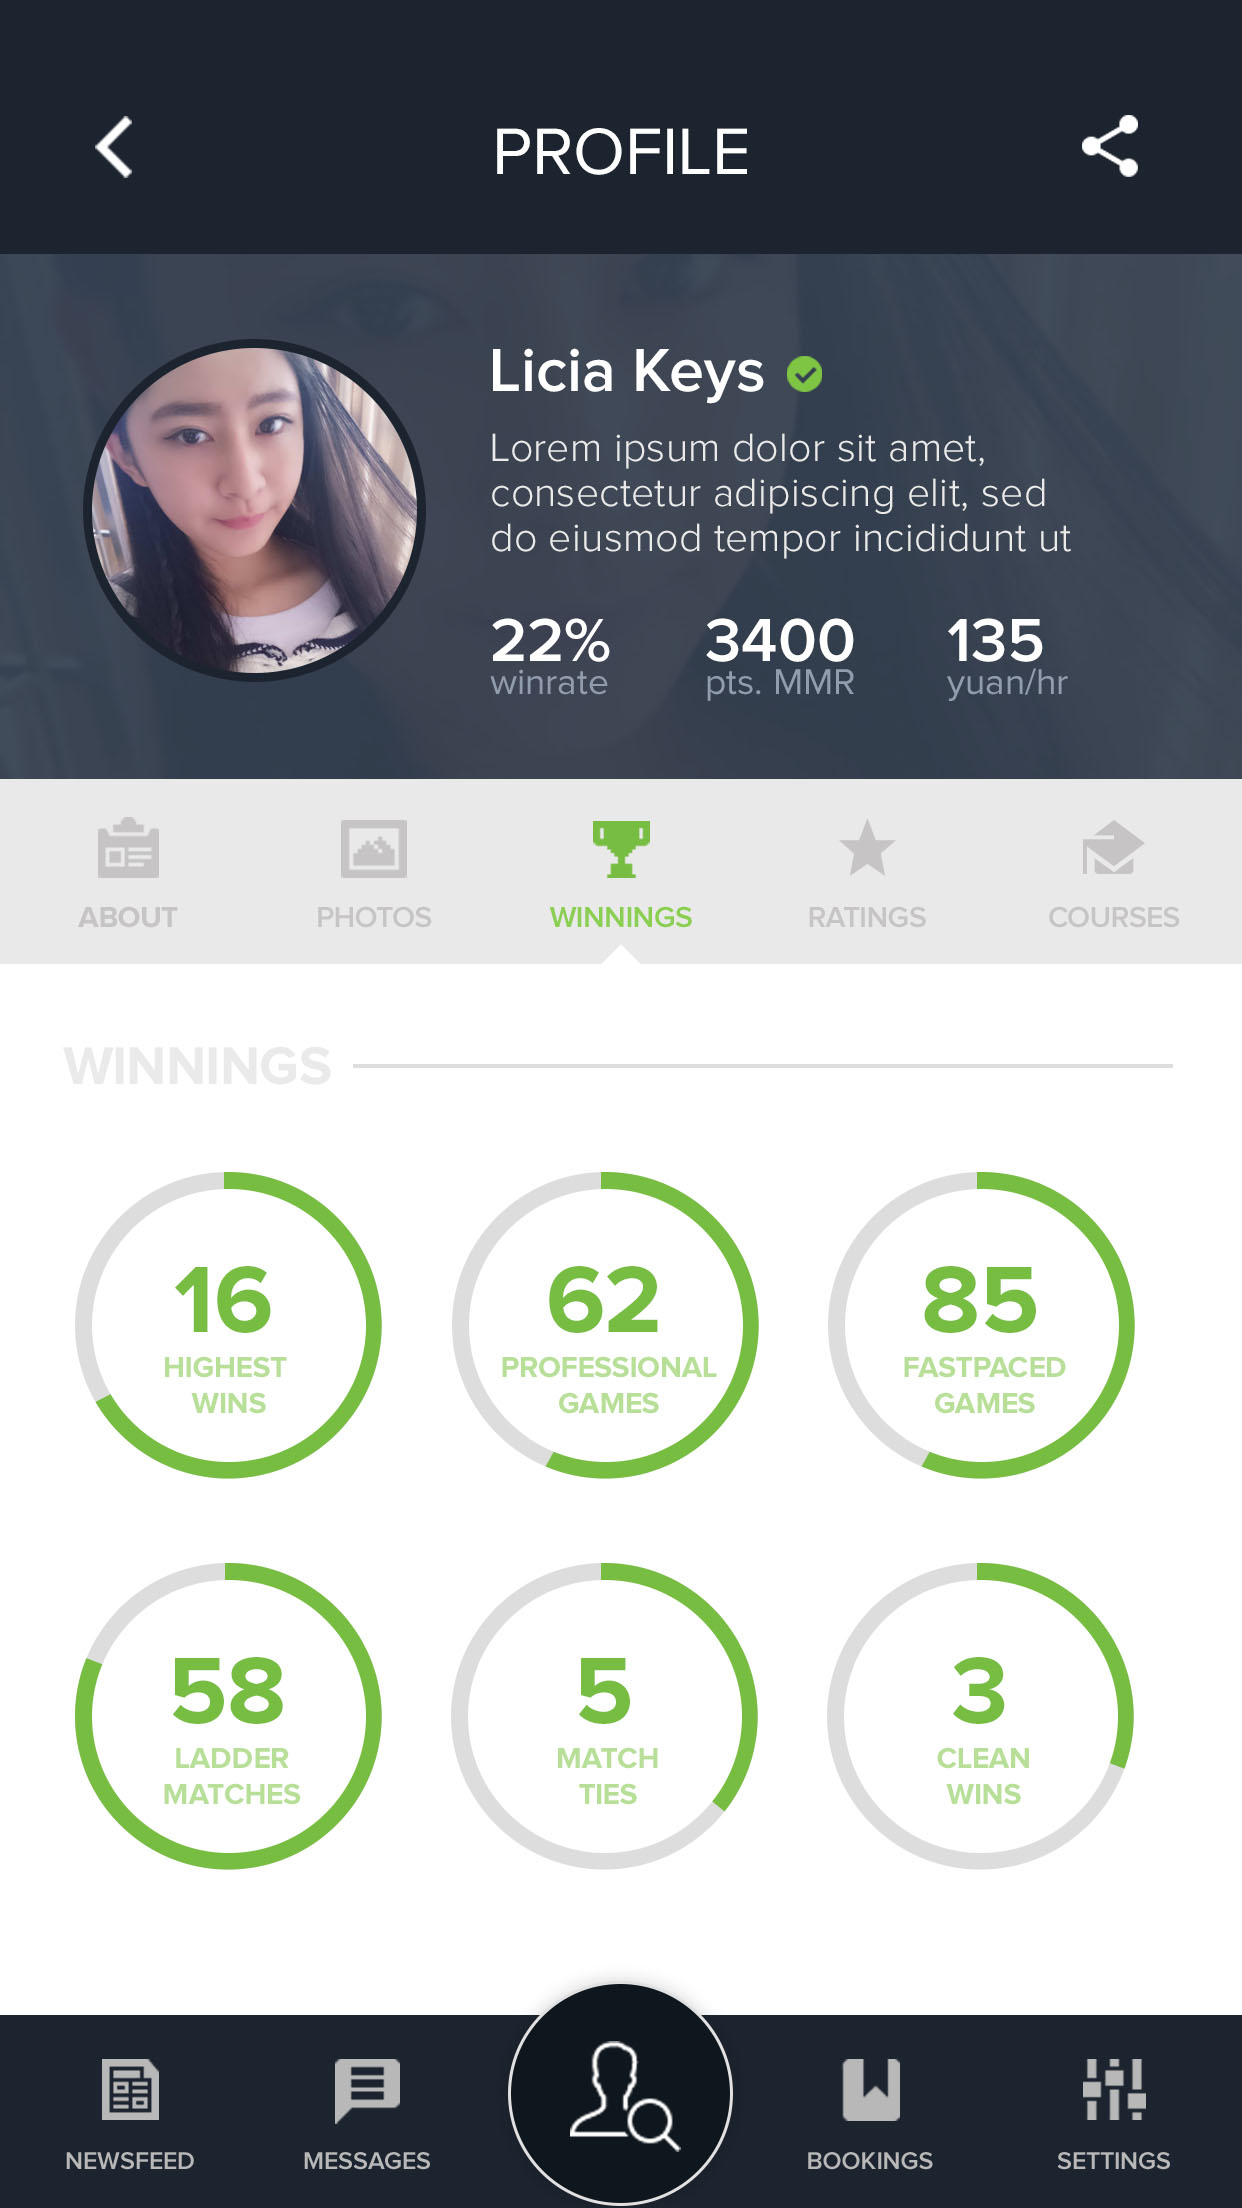 PROFILE
Licia Keys
Lorem ipsum dolor sit amet,
consectetur adipiscing elit, sed
do eiusmod tempor incididunt ut
22% 3400 135
winrate pts. MMR yuan/hr
ABOUT PHOTOS WINNINGS RATINGS COURSES
WINNINGS
16
HIGHEST
WINS
62
PROFESSIONAL
GAMES
85
FASTPACED
GAMES
58
LADDER
MATCHES
5
MATCH
TIES
3
CLEAN
WINS
NEWSFEED MESSAGES BOOKINGS SETTINGS